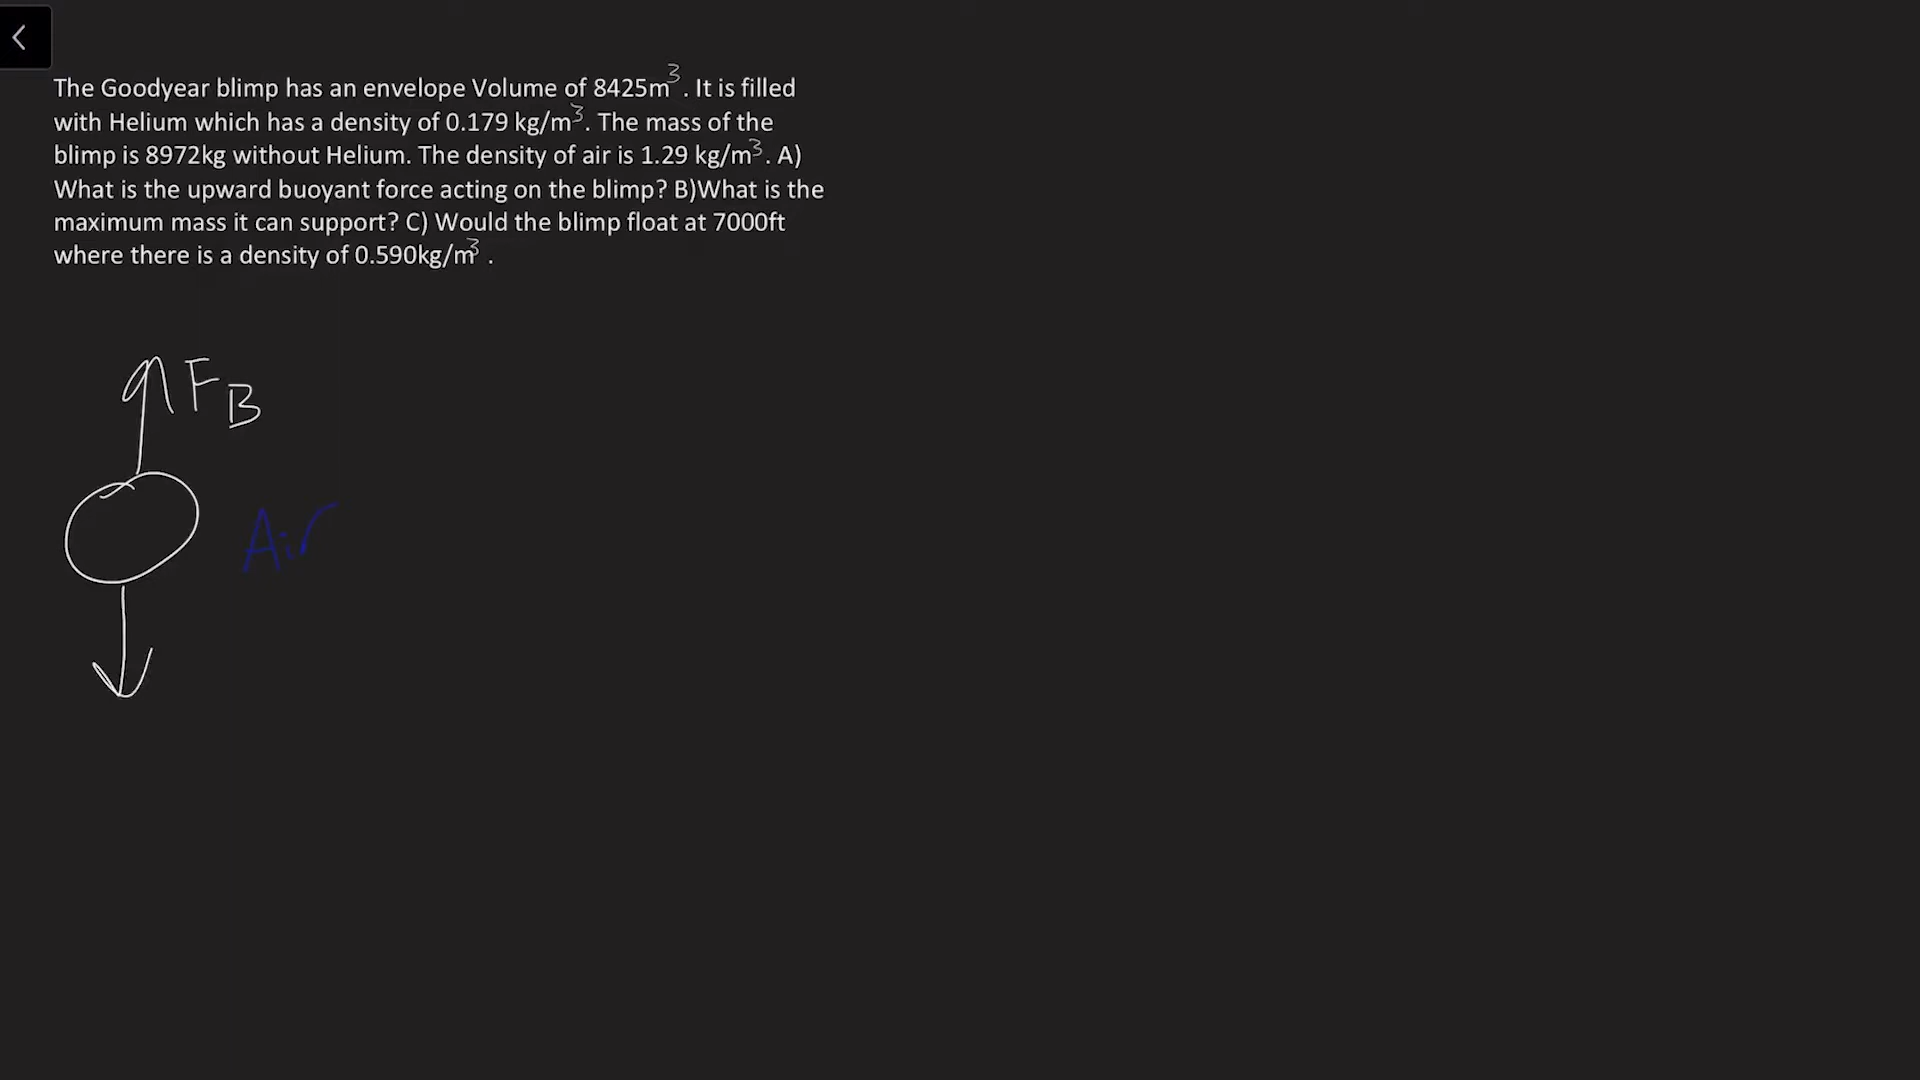 The Goodyear blimp has an envelope Volume of 8425m³. It is filled
with Helium which has a density of 0.179 kg/m³. The mass of the
blimp is 8972kg without Helium. The density of air is 1.29 kg/m³. A)
What is the upward buoyant force acting on the blimp? B)What is the
maximum mass it can support? C) Would the blimp float at 7000ft
where there is a density of 0.590kg/m³ .
F_B
Air